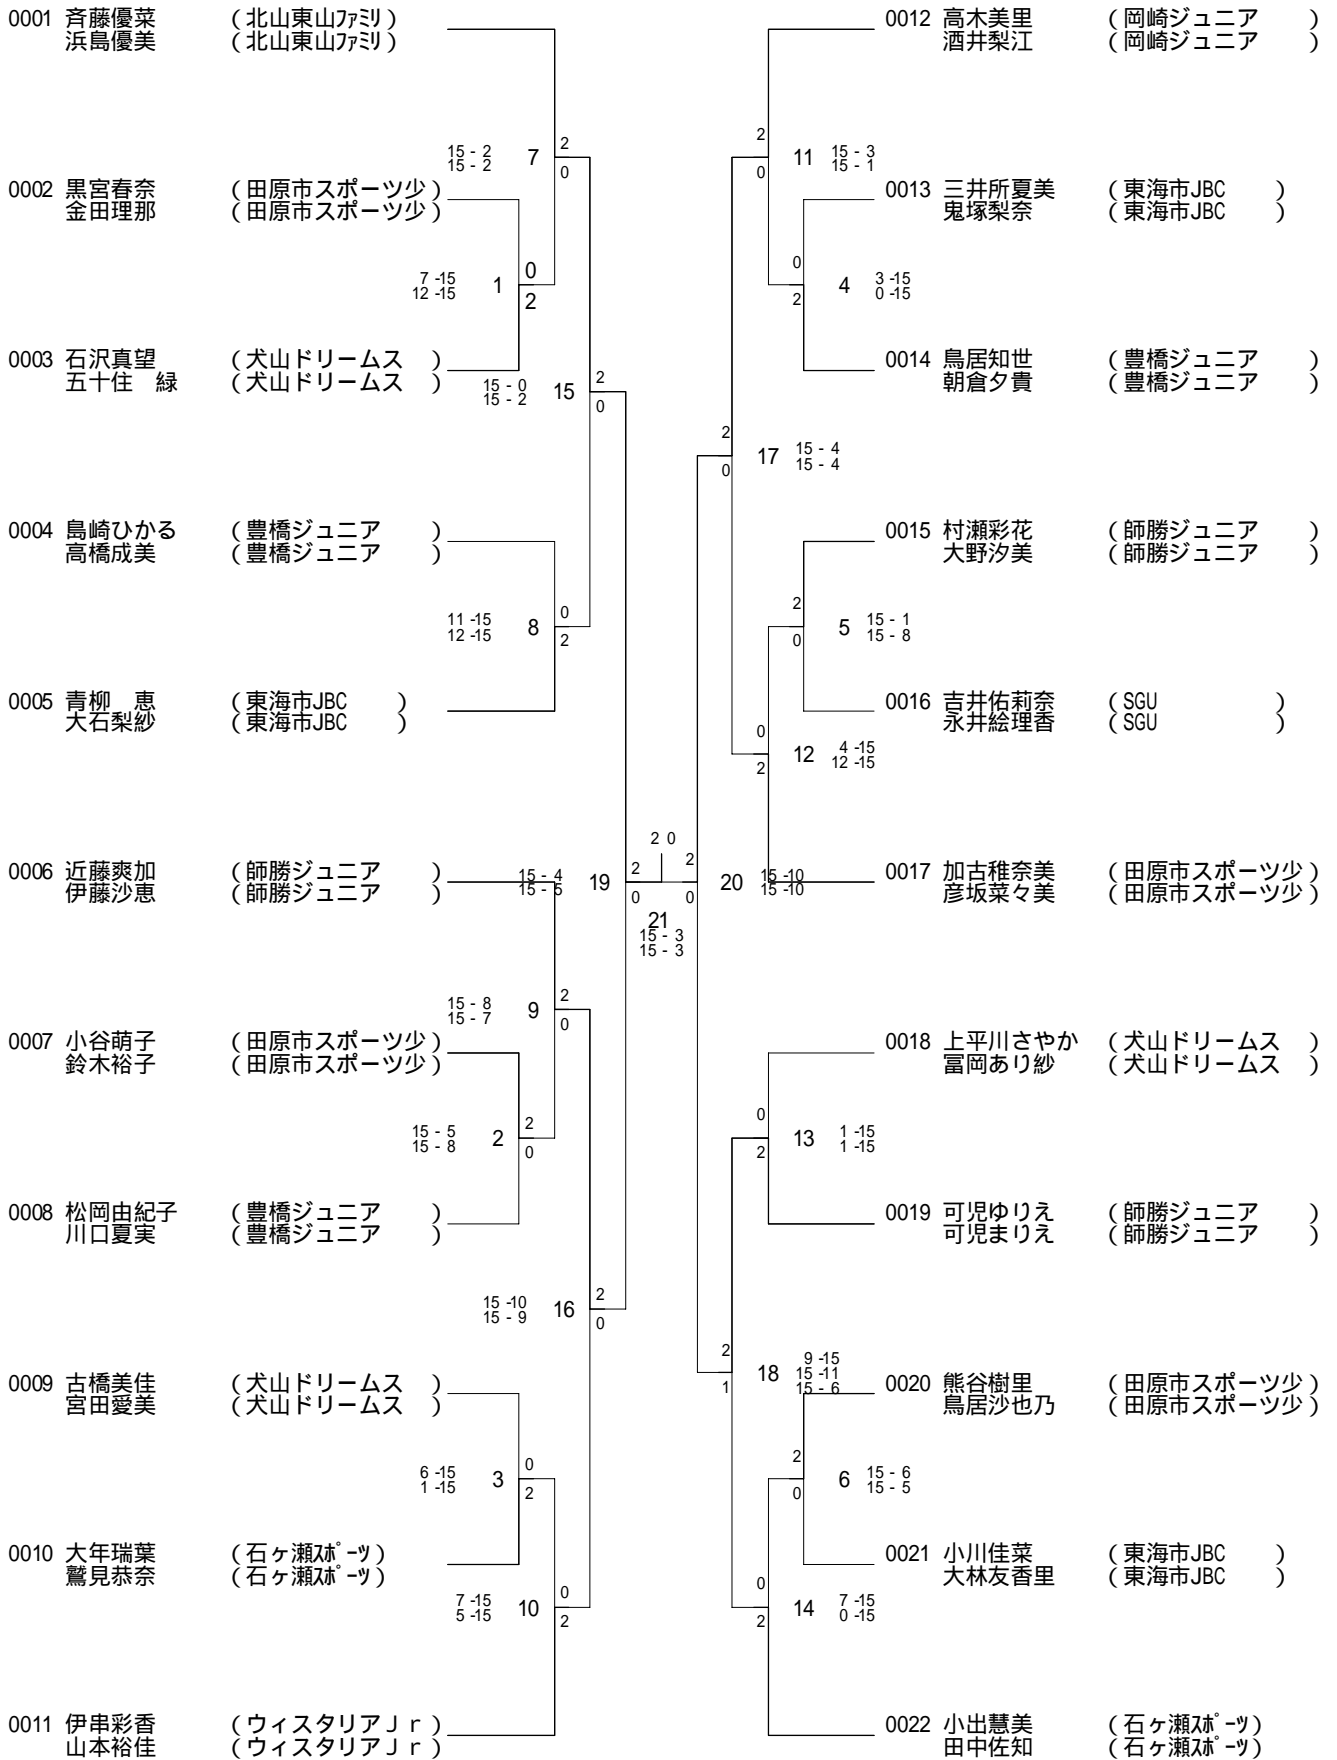 0001 斉藤優菜 (北山東山ﾌｧﾐﾘ)
浜島優美 (北山東山ﾌｧﾐﾘ)
15 - 2 7 2
15 - 2 0
0002 黒宮春奈 (田原市スポーツ少)
金田理那 (田原市スポーツ少)
7 -15 1 0
12 -15 2
0003 石沢真望 (犬山ドリームス )
五十住 緑 (犬山ドリームス )
15 - 0 15 2
15 - 2 0
0004 島崎ひかる (豊橋ジュニア )
高橋成美 (豊橋ジュニア )
11 -15 8 0
12 -15 2
0005 青柳 恵 (東海市JBC )
大石梨紗 (東海市JBC )
0006 近藤爽加 (師勝ジュニア )
伊藤沙恵 (師勝ジュニア )
15 - 4 19 2
15 - 5 0
15 - 8 9 2
15 - 7 0
0007 小谷萌子 (田原市スポーツ少)
鈴木裕子 (田原市スポーツ少)
15 - 5 2 2
15 - 8 0
0008 松岡由紀子 (豊橋ジュニア )
川口夏実 (豊橋ジュニア )
15 -10 16 2
15 - 9 0
0009 古橋美佳 (犬山ドリームス )
宮田愛美 (犬山ドリームス )
6 -15 3 0
1 -15 2
0010 大年瑞葉 (石ヶ瀬ｽﾎﾟｰﾂ)
鷲見恭奈 (石ヶ瀬ｽﾎﾟｰﾂ)
7 -15 10 0
5 -15 2
0011 伊串彩香 (ウィスタリアＪｒ)
山本裕佳 (ウィスタリアＪｒ)
2 0
21
15 - 3
15 - 3
0012 高木美里 (岡崎ジュニア )
酒井梨江 (岡崎ジュニア )
2 11 15 - 3
0 15 - 1
0013 三井所夏美 (東海市JBC )
鬼塚梨奈 (東海市JBC )
0 4 3 -15
2 0 -15
0014 鳥居知世 (豊橋ジュニア )
朝倉夕貴 (豊橋ジュニア )
2 17 15 - 4
0 15 - 4
0015 村瀬彩花 (師勝ジュニア )
大野汐美 (師勝ジュニア )
2 5 15 - 1
0 15 - 8
0016 吉井佑莉奈 (SGU )
永井絵理香 (SGU )
0 12 4 -15
2 12 -15
2 20 15 -10
0 15 -10
0017 加古稚奈美 (田原市スポーツ少)
彦坂菜々美 (田原市スポーツ少)
0018 上平川さやか (犬山ドリームス )
冨岡あり紗 (犬山ドリームス )
0 13 1 -15
2 1 -15
0019 可児ゆりえ (師勝ジュニア )
可児まりえ (師勝ジュニア )
2 18 9 -15
1 15 -11
15 - 6
0020 熊谷樹里 (田原市スポーツ少)
鳥居沙也乃 (田原市スポーツ少)
2 6 15 - 6
0 15 - 5
0021 小川佳菜 (東海市JBC )
大林友香里 (東海市JBC )
0 14 7 -15
2 0 -15
0022 小出慧美 (石ヶ瀬ｽﾎﾟｰﾂ)
田中佐知 (石ヶ瀬ｽﾎﾟｰﾂ)